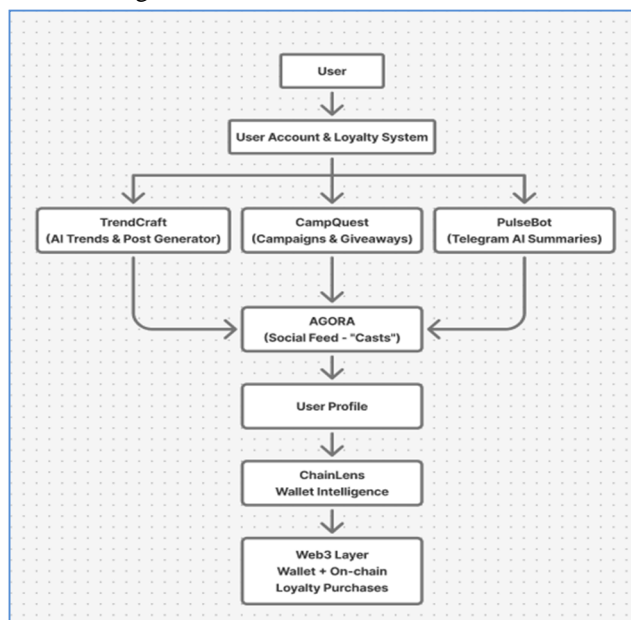 User
User Account & Loyalty System
TrendCraft
(AI Trends & Post Generator)
CampQuest
(Campaigns & Giveaways)
PulseBot
(Telegram AI Summaries)
AGORA
(Social Feed - "Casts")
User Profile
ChainLens
Wallet Intelligence
Web3 Layer
Wallet + On-chain
Loyalty Purchases